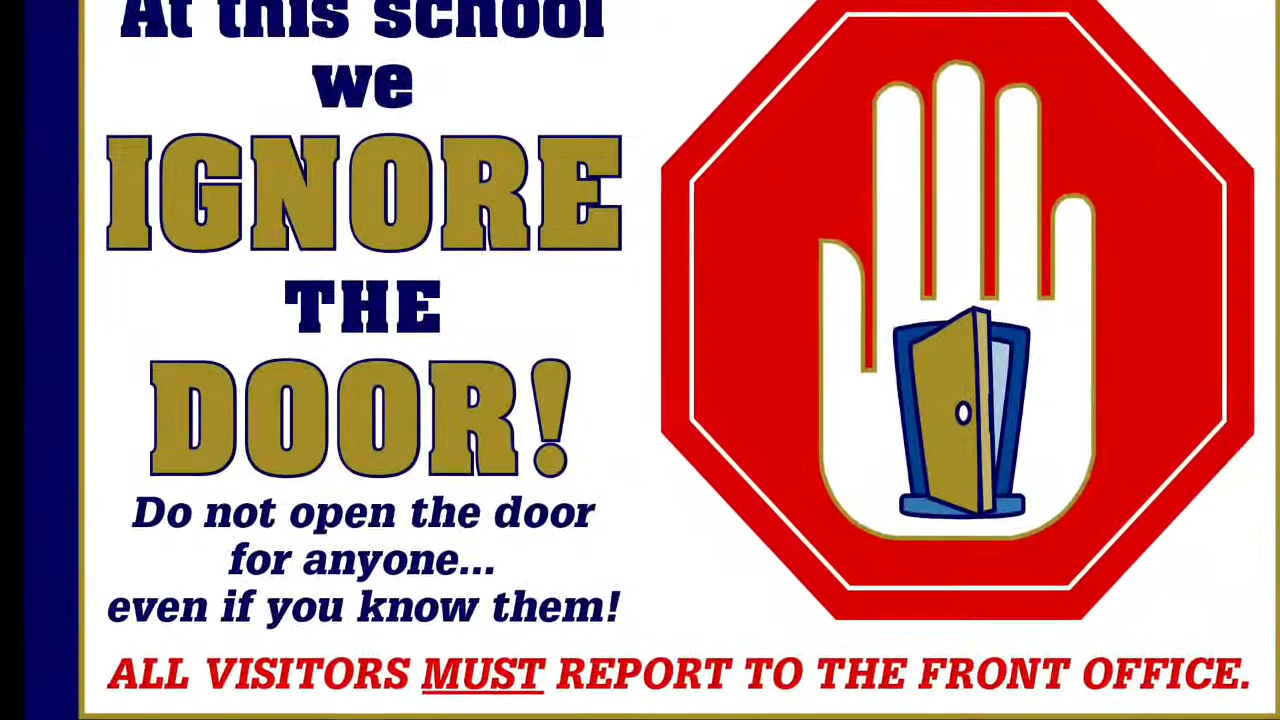 At this school
we
IGNORE
THE
DOOR!
Do not open the door
for anyone...
even if you know them!
ALL VISITORS MUST REPORT TO THE FRONT OFFICE.